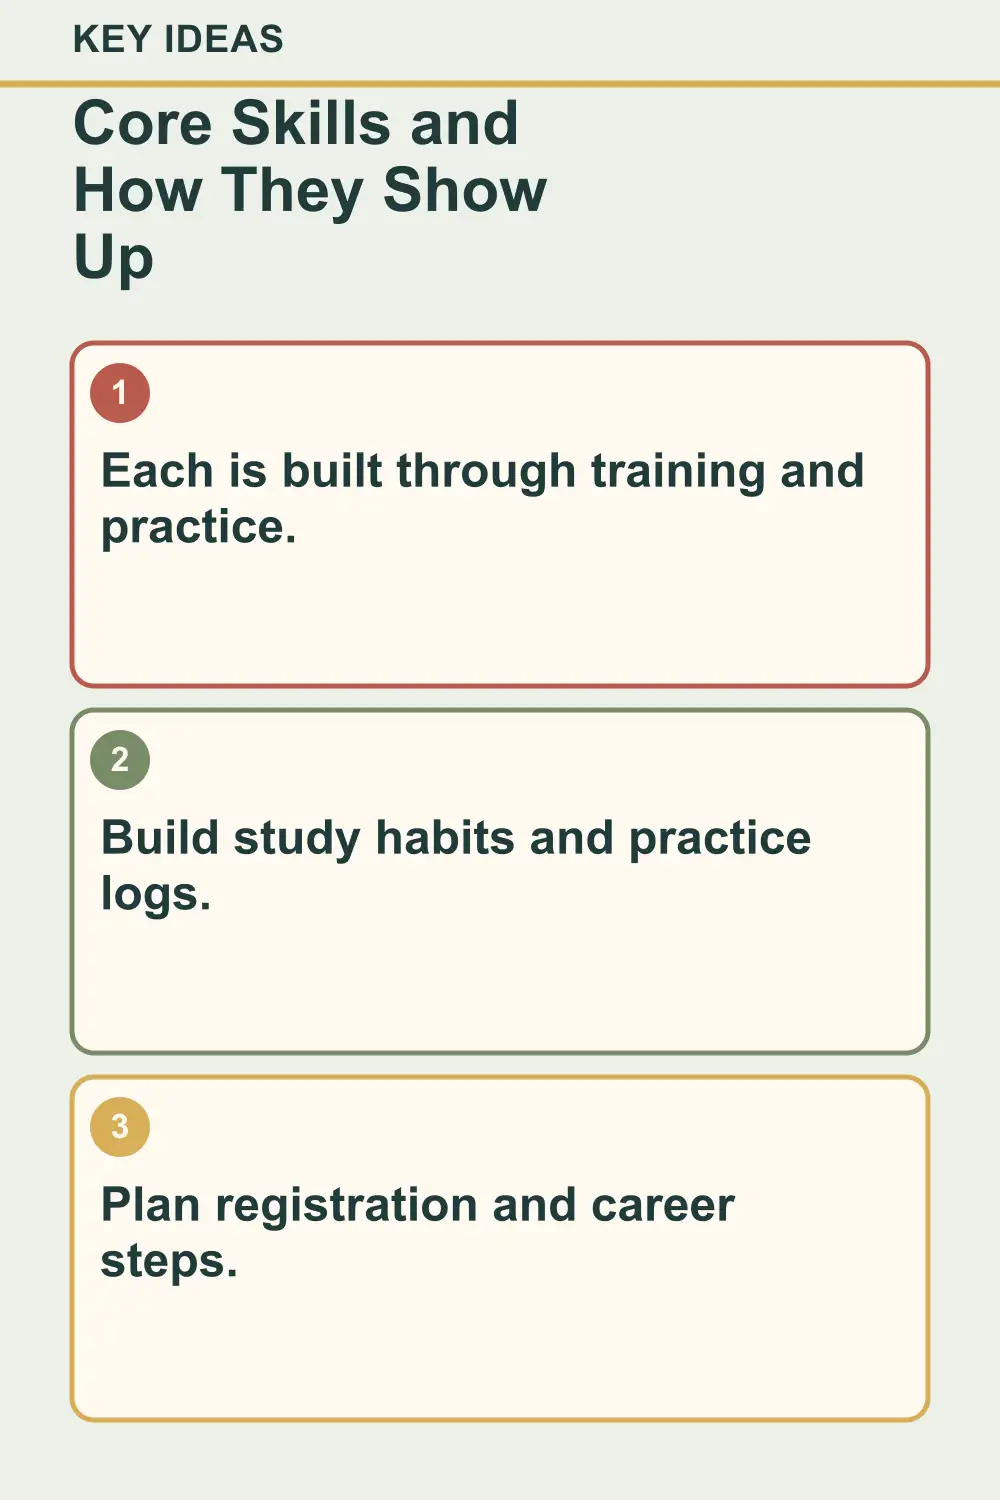 KEY IDEAS
Core Skills and
How They Show
Up
1
Each is built through training and
practice.
2
Build study habits and practice
logs.
3
Plan registration and career
steps.